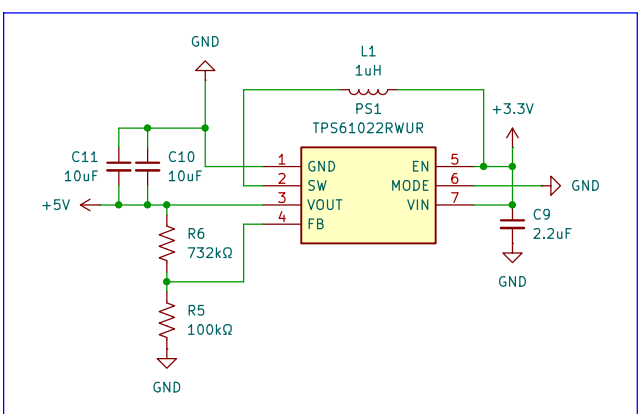 GND
L1
1uH
PS1
TPS61022RWUR
+3.3V
C11
10uF
C10
10uF
1
GND
2
SW
3
VOUT
4
FB
EN
5
MODE
6
VIN
7
GND
+5V
C9
2.2uF
R6
732kΩ
GND
R5
100kΩ
GND